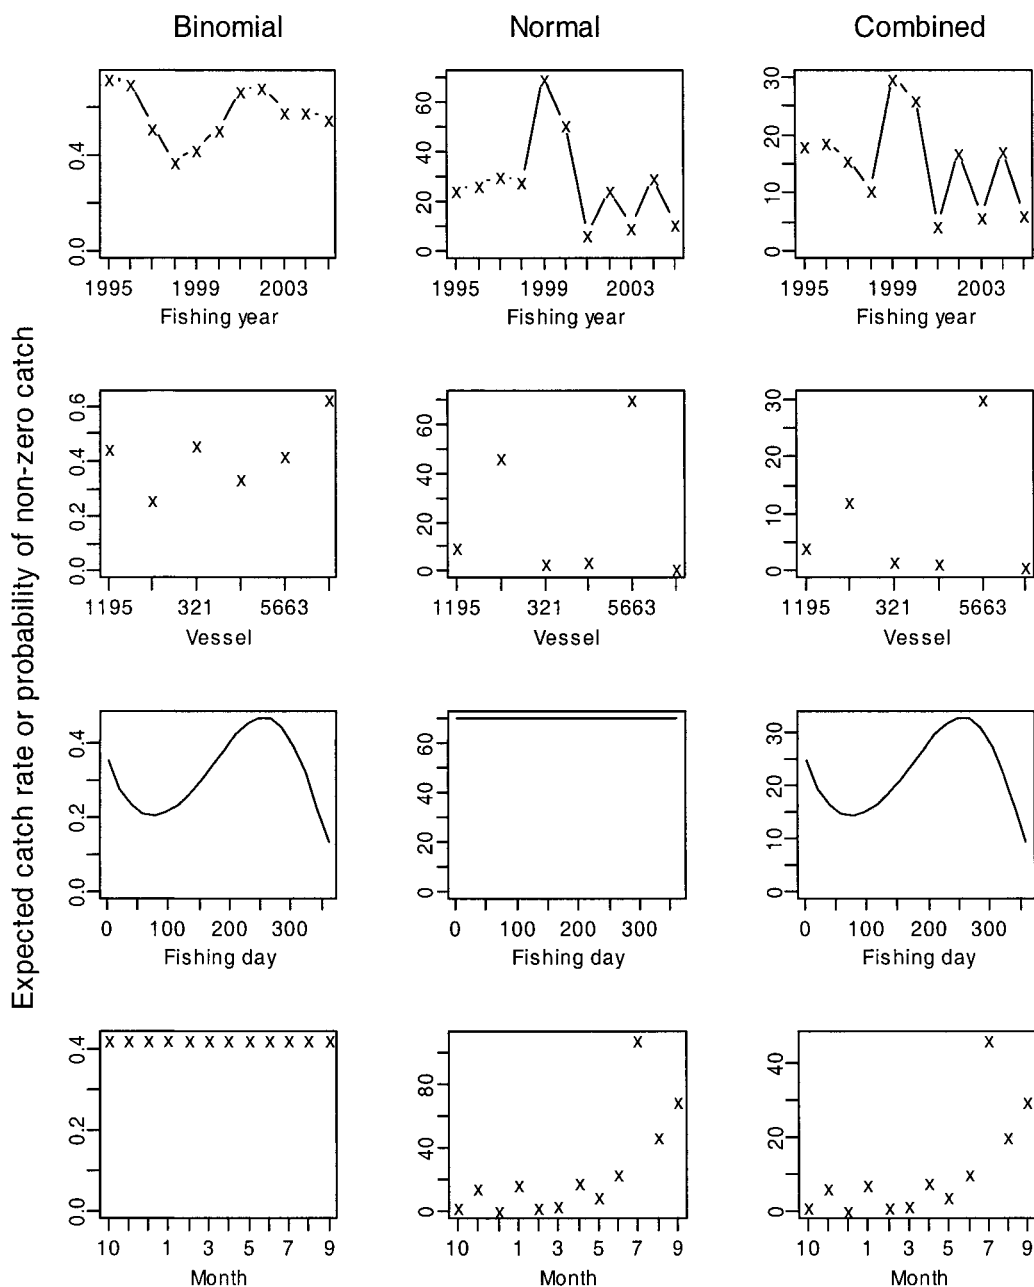 Binomial
Normal
Combined
Expected catch rate or probability of non-zero catch
0.4
0.0
1995 1999 2003
Fishing year
60
40
20
0
1995 1999 2003
Fishing year
30
20
10
0
1995 1999 2003
Fishing year
0.6
0.4
0.2
0.0
1195 321 5663
Vessel
60
40
20
0
1195 321 5663
Vessel
30
20
10
0
1195 321 5663
Vessel
0.4
0.2
0.0
0 100 200 300
Fishing day
60
40
20
0
0 100 200 300
Fishing day
30
20
10
0
0 100 200 300
Fishing day
0.4
0.2
0.0
10 1 3 5 7 9
Month
80
40
0
10 1 3 5 7 9
Month
40
20
0
10 1 3 5 7 9
Month